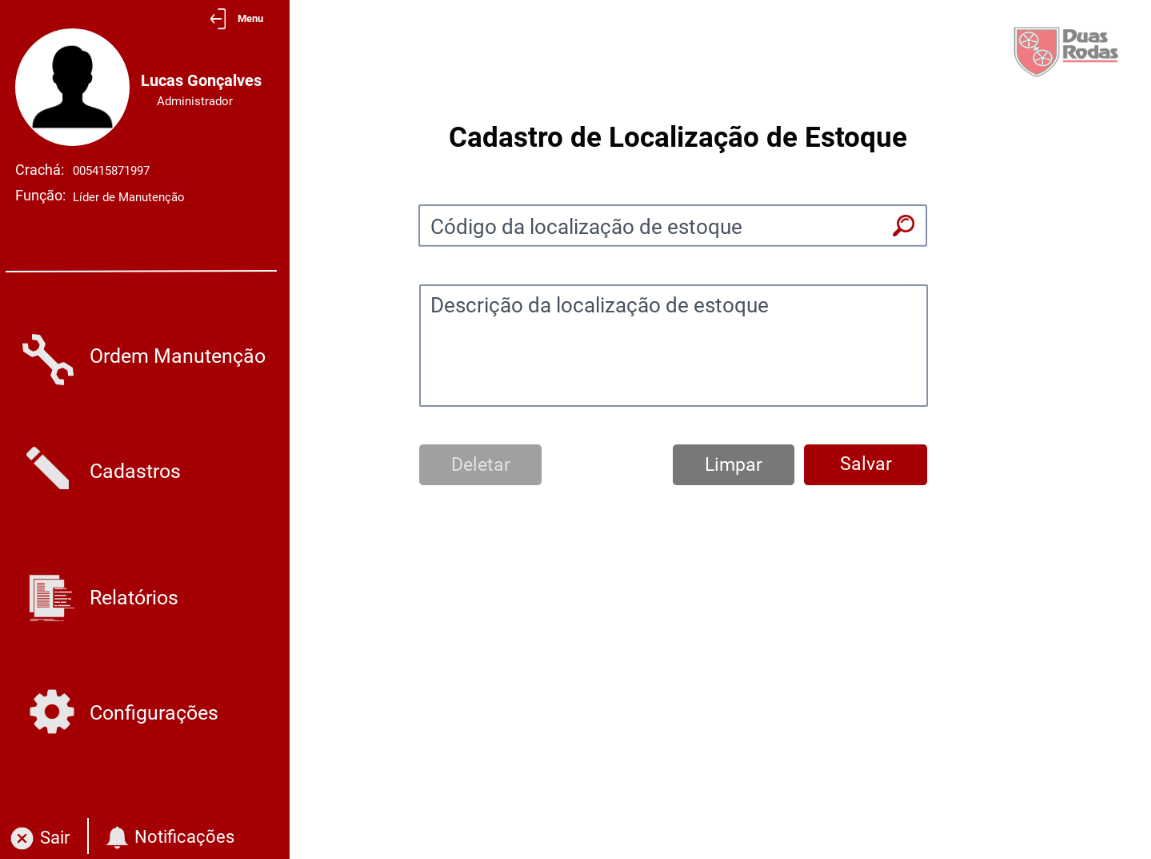 Menu
Lucas Gonçalves
Administrador
Crachá: 005415871997
Função: Líder de Manutenção
Ordem Manutenção
Cadastros
Relatórios
Configurações
Sair
Notificações
Duas
Rodas
Cadastro de Localização de Estoque
Código da localização de estoque
Descrição da localização de estoque
Deletar
Limpar
Salvar